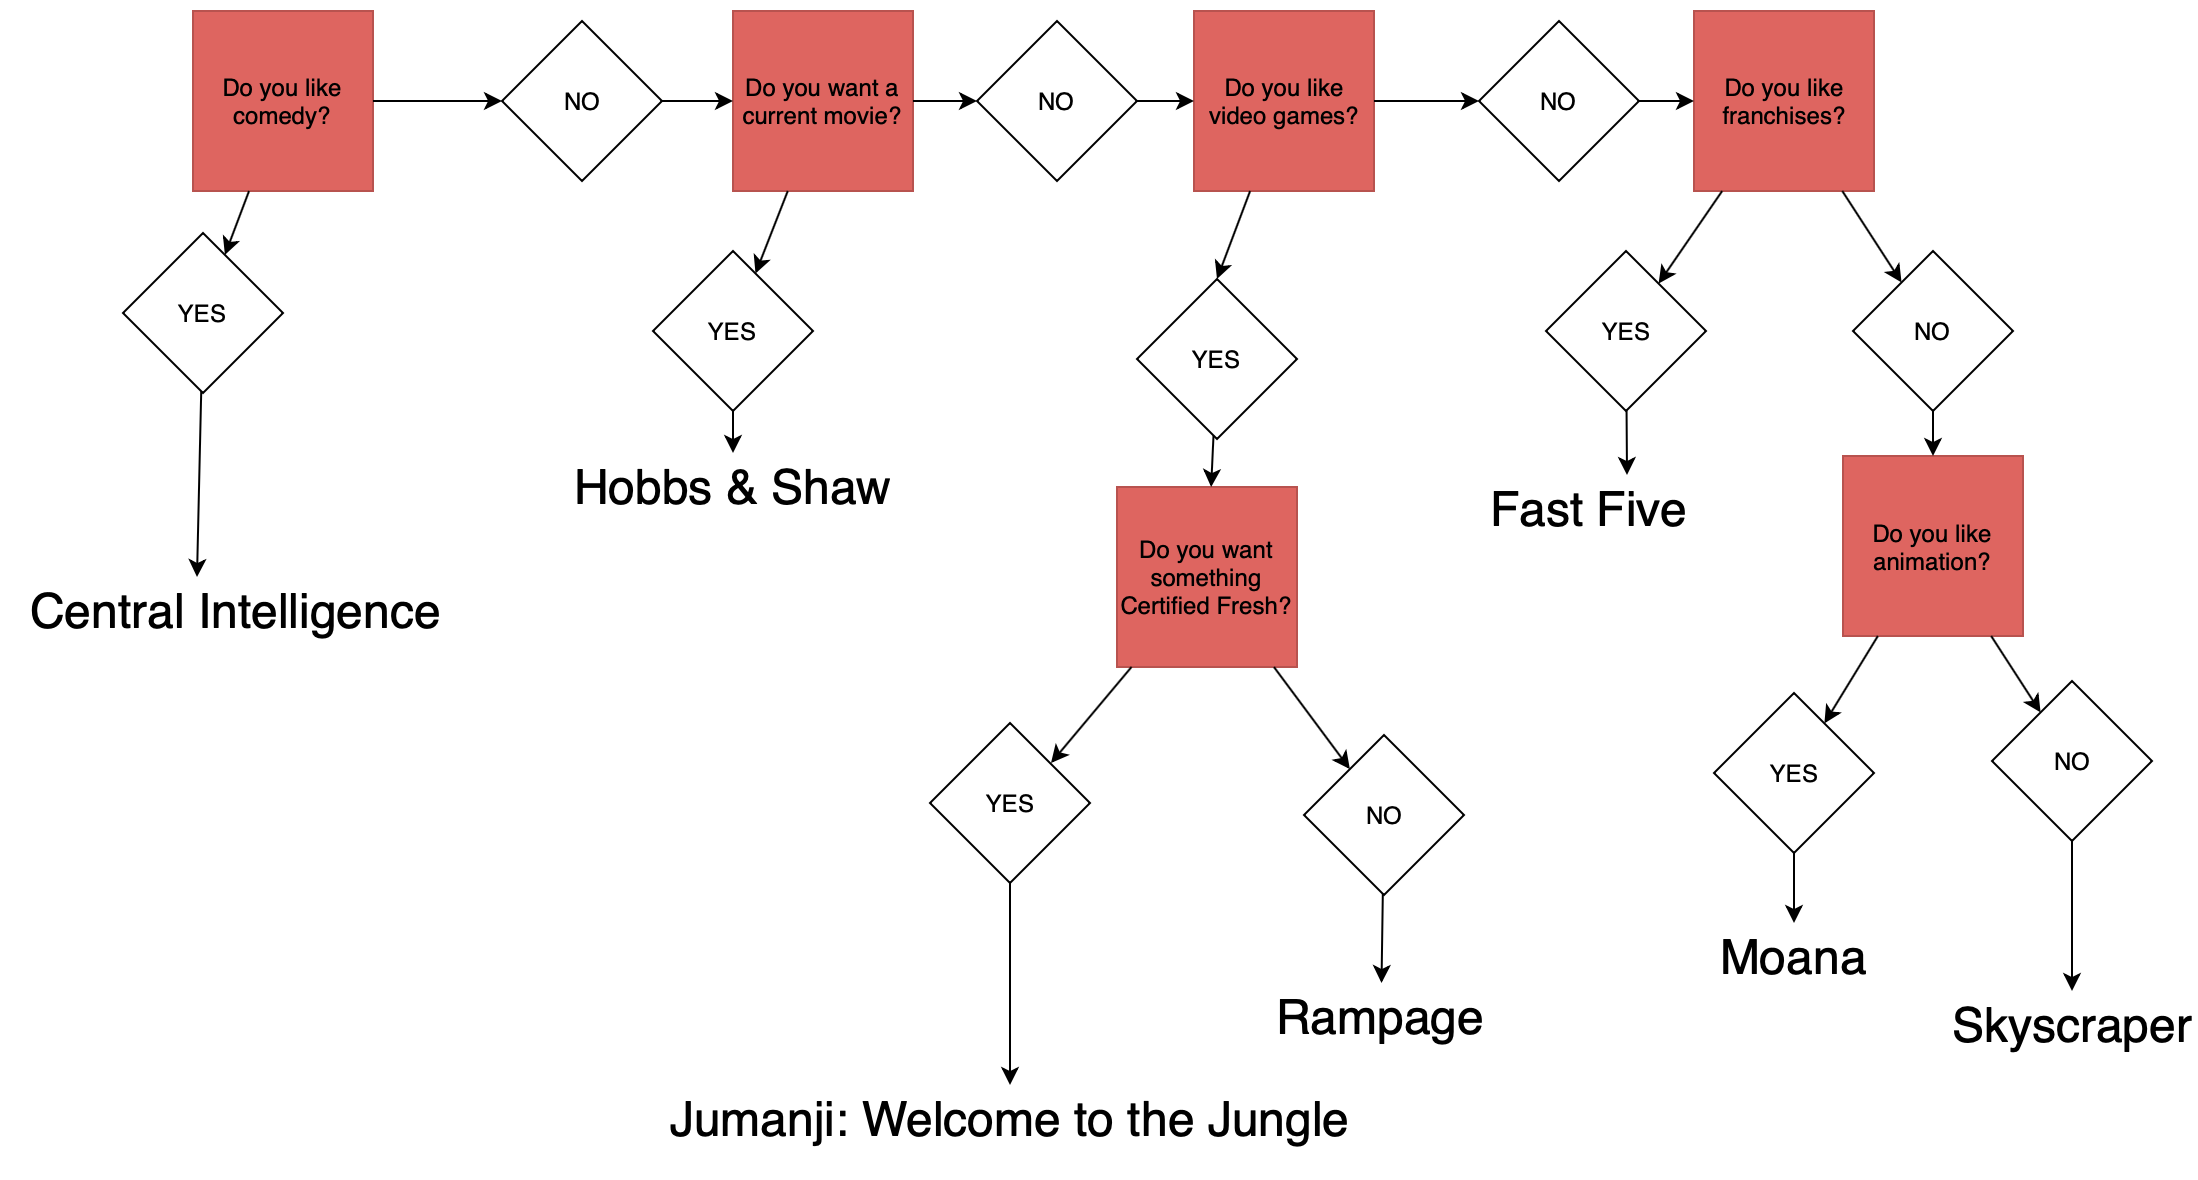 Do you like
comedy?
NO
Do you want a
current movie?
NO
Do you like
video games?
NO
Do you like
franchises?
YES
YES
YES
YES
NO
Hobbs & Shaw
Fast Five
Do you like
animation?
Do you want
something
Certified Fresh?
Central Intelligence
YES
NO
YES
NO
Moana
Rampage
Skyscraper
Jumanji: Welcome to the Jungle